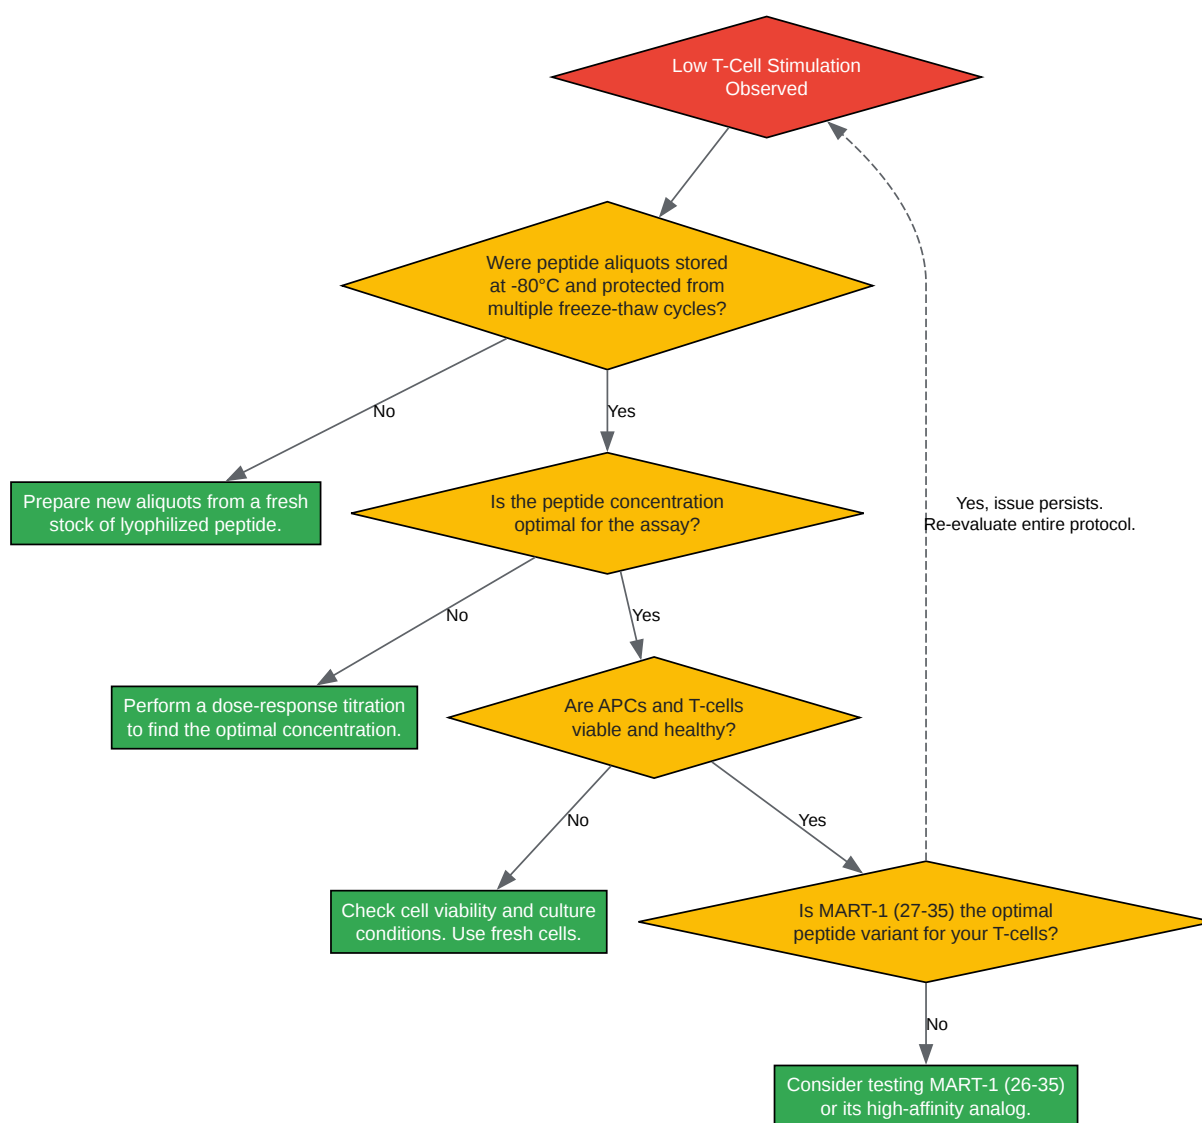 Low T-Cell Stimulation
Observed
Were peptide aliquots stored
at -80°C and protected from
multiple freeze-thaw cycles?
No
Yes
Prepare new aliquots from a fresh
stock of lyophilized peptide.
Is the peptide concentration
optimal for the assay?
Yes, issue persists.
Re-evaluate entire protocol.
No
Yes
Perform a dose-response titration
to find the optimal concentration.
Are APCs and T-cells
viable and healthy?
No
Yes
Check cell viability and culture
conditions. Use fresh cells.
Is MART-1 (27-35) the optimal
peptide variant for your T-cells?
No
Consider testing MART-1 (26-35)
or its high-affinity analog.